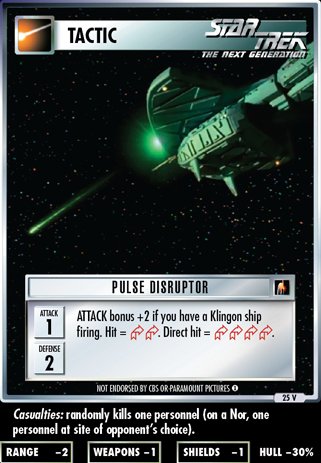 TACTIC
STAR TREK
THE NEXT GENERATION
PULSE DISRUPTOR
ATTACK
1
DEFENSE
2
ATTACK bonus +2 if you have a Klingon ship
firing. Hit = . Direct hit = .
NOT ENDORSED BY CBS OR PARAMOUNT PICTURES
25 V
Casualties: randomly kills one personnel (on a Nor, one
personnel at site of opponent's choice).
RANGE −2 WEAPONS −1 SHIELDS −1 HULL −30%